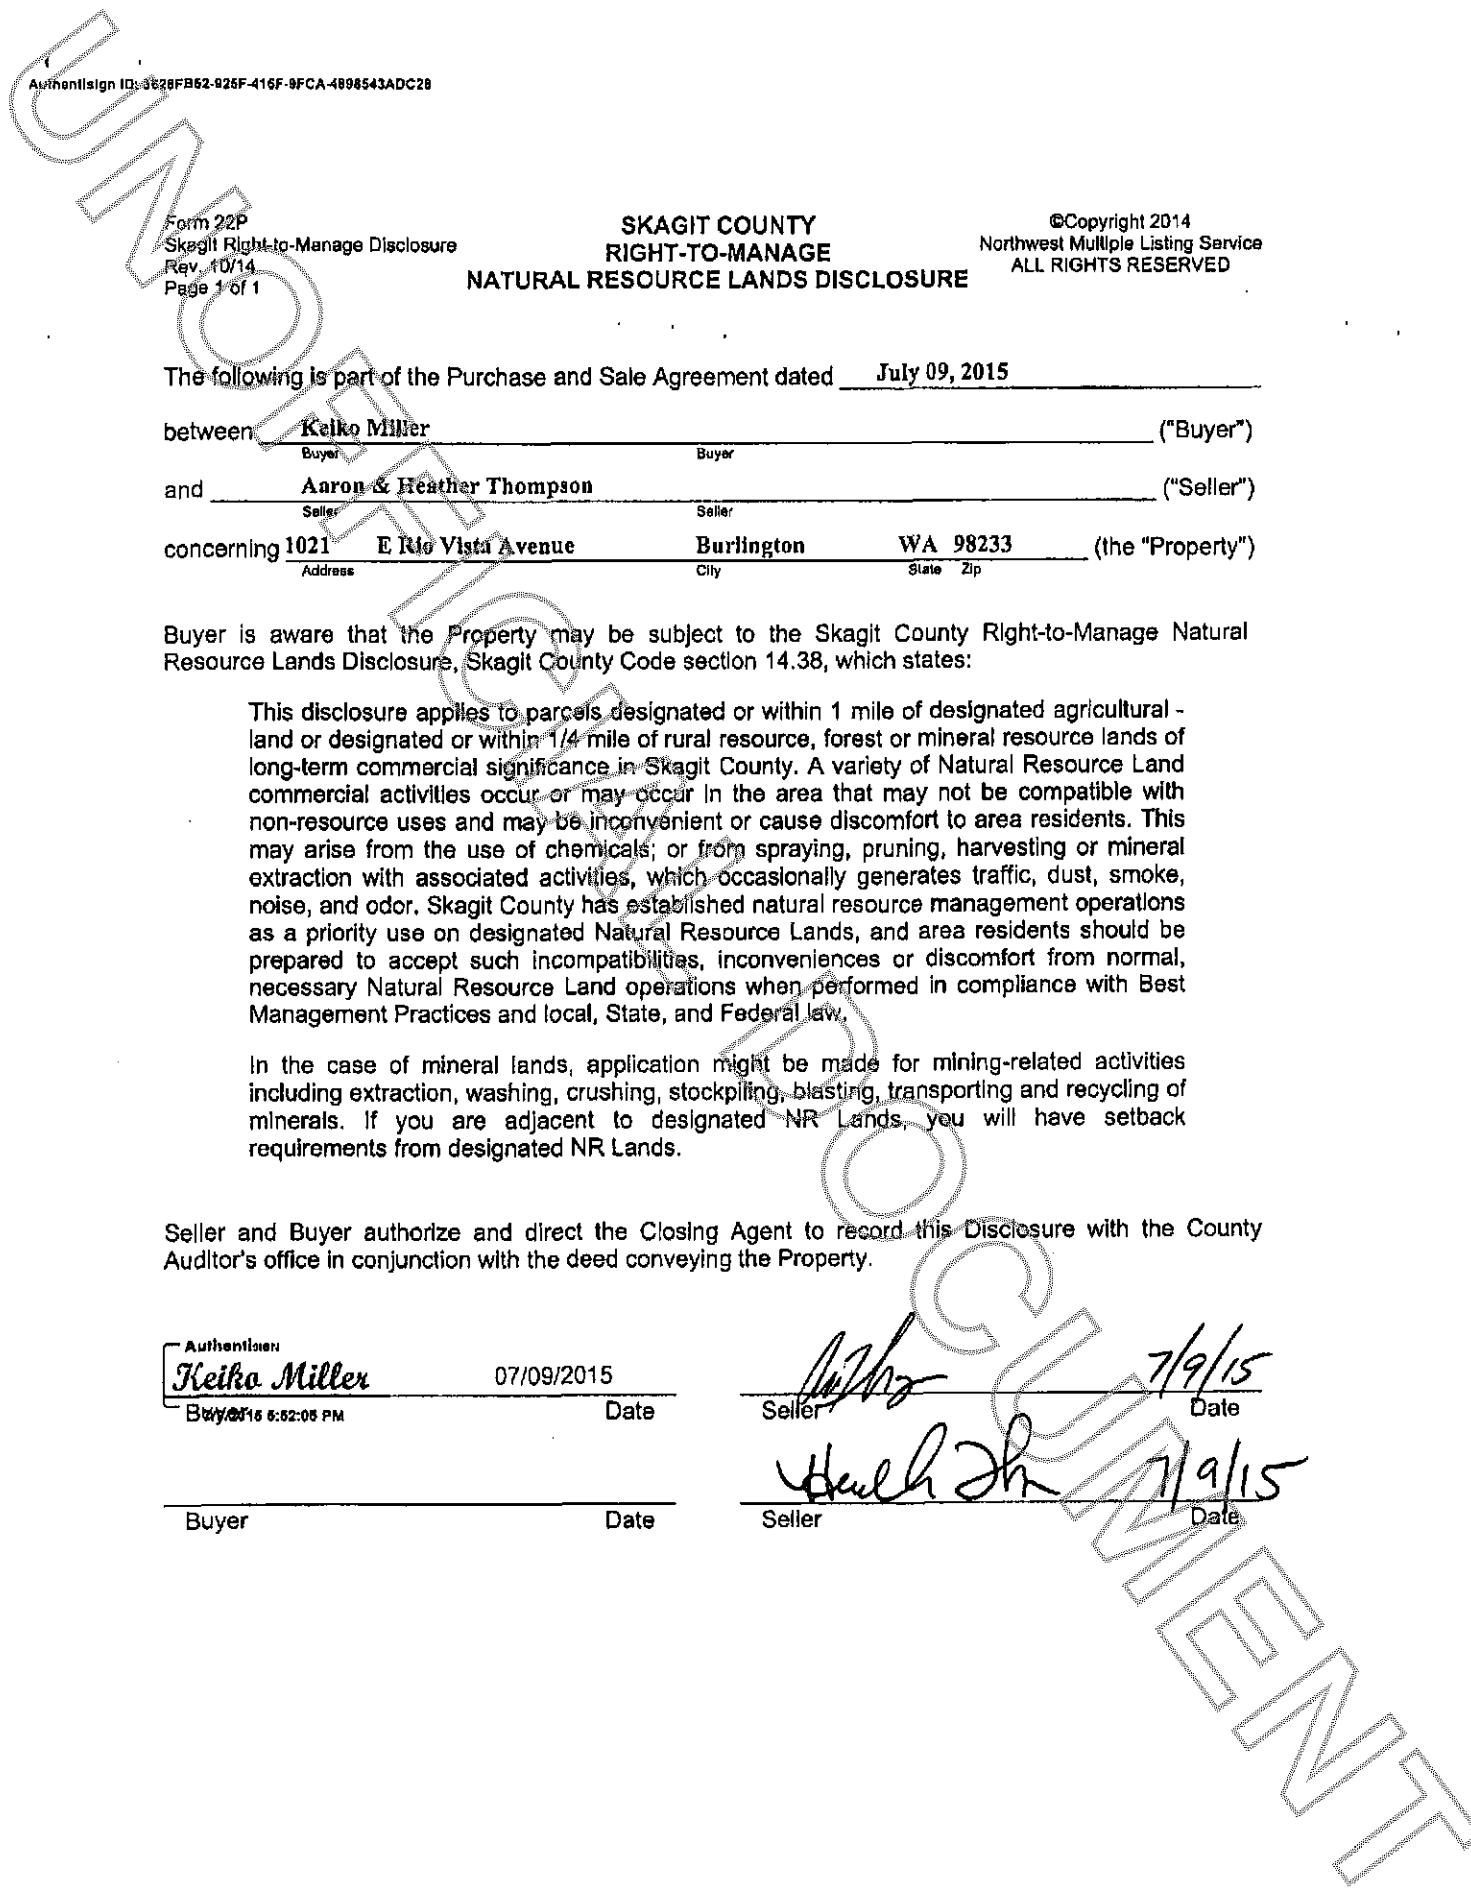 Authentisign ID: 3628FB52-925F-416F-9FCA-4898543ADC28
Form 22P
Skagit Right-to-Manage Disclosure
Rev. 10/14
Page 1 of 1
SKAGIT COUNTY
RIGHT-TO-MANAGE
NATURAL RESOURCE LANDS DISCLOSURE
©Copyright 2014
Northwest Multiple Listing Service
ALL RIGHTS RESERVED
The following is part of the Purchase and Sale Agreement dated July 09, 2015
between Keiko Miller ("Buyer")
Buyer Buyer
and Aaron & Heather Thompson ("Seller")
Seller Seller
concerning 1021 E Rio Vista Avenue Burlington WA 98233 (the "Property")
Address City State Zip
Buyer is aware that the Property may be subject to the Skagit County Right-to-Manage Natural
Resource Lands Disclosure, Skagit County Code section 14.38, which states:
This disclosure applies to parcels designated or within 1 mile of designated agricultural -
land or designated or within 1/4 mile of rural resource, forest or mineral resource lands of
long-term commercial significance in Skagit County. A variety of Natural Resource Land
commercial activities occur or may occur in the area that may not be compatible with
non-resource uses and may be inconvenient or cause discomfort to area residents. This
may arise from the use of chemicals; or from spraying, pruning, harvesting or mineral
extraction with associated activities, which occasionally generates traffic, dust, smoke,
noise, and odor. Skagit County has established natural resource management operations
as a priority use on designated Natural Resource Lands, and area residents should be
prepared to accept such incompatibilities, inconveniences or discomfort from normal,
necessary Natural Resource Land operations when performed in compliance with Best
Management Practices and local, State, and Federal law.
In the case of mineral lands, application might be made for mining-related activities
including extraction, washing, crushing, stockpiling, blasting, transporting and recycling of
minerals. If you are adjacent to designated NR Lands, you will have setback
requirements from designated NR Lands.
Seller and Buyer authorize and direct the Closing Agent to record this Disclosure with the County
Auditor's office in conjunction with the deed conveying the Property.
Authentisign
Keiko Miller 07/09/2015 7/9/15
Buyer 5:52:05 PM Date Seller Date
7/9/15
Buyer Date Seller Date
UNOFFICIAL DOCUMENT